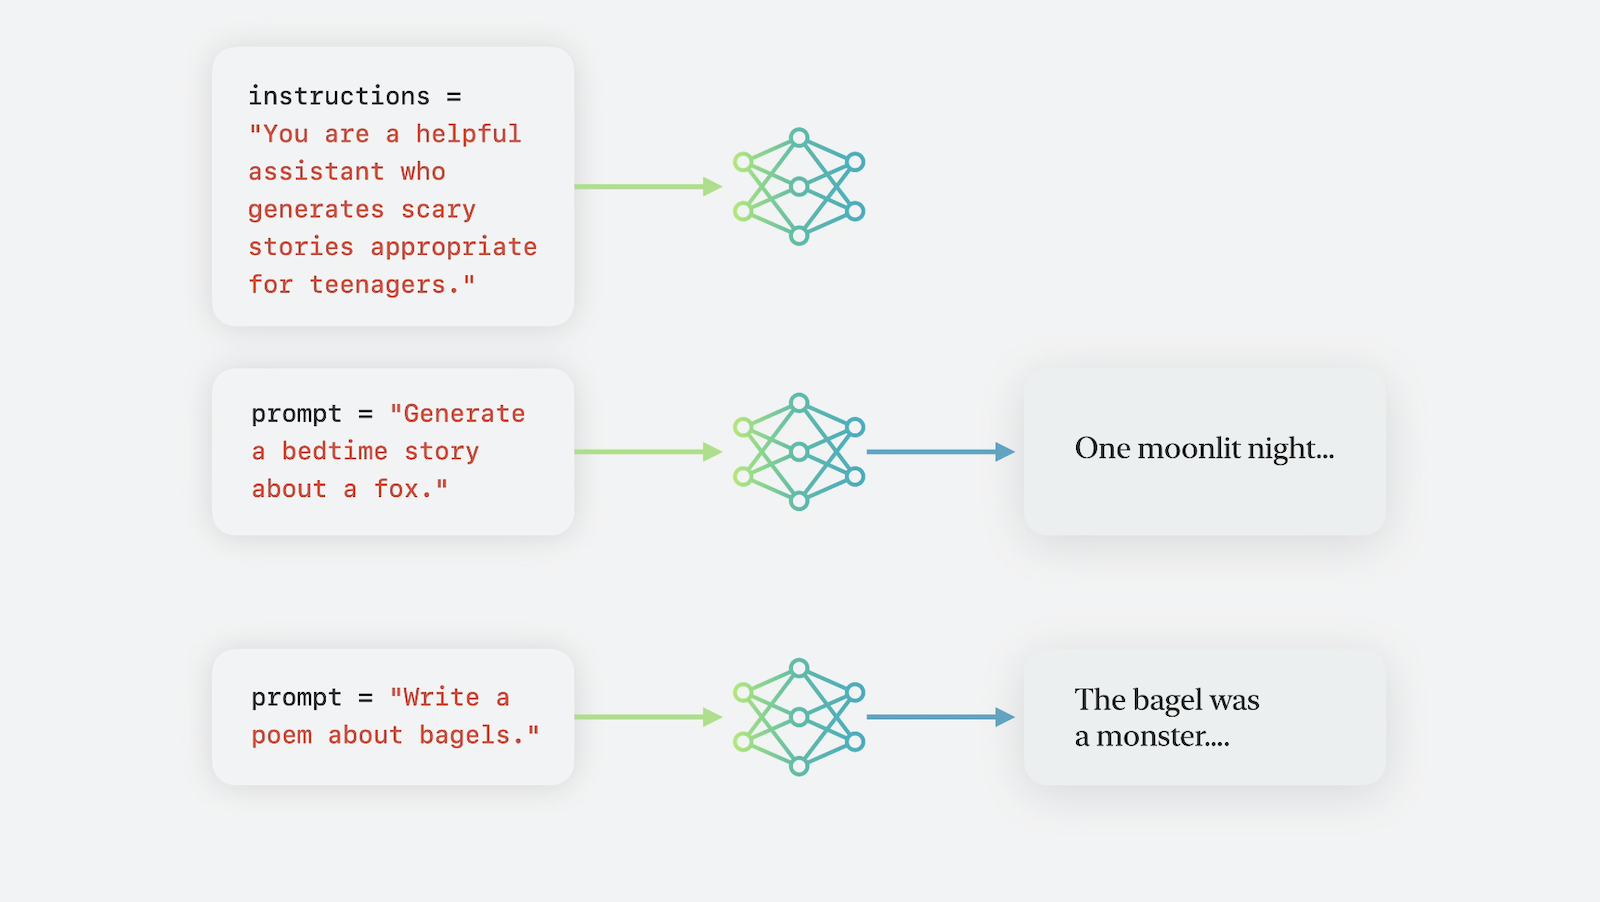 instructions =
"You are a helpful
assistant who
generates scary
stories appropriate
for teenagers."
prompt = "Generate
a bedtime story
about a fox."
One moonlit night...
prompt = "Write a
poem about bagels."
The bagel was
a monster....